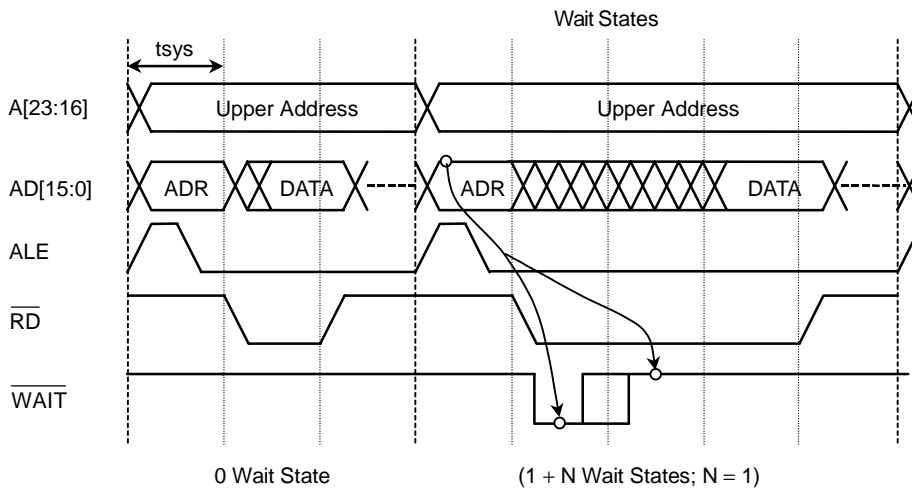 Wait States
tsys
A[23:16] Upper Address Upper Address
AD[15:0] ADR DATA ADR DATA
ALE
RD
WAIT
0 Wait State (1 + N Wait States; N = 1)